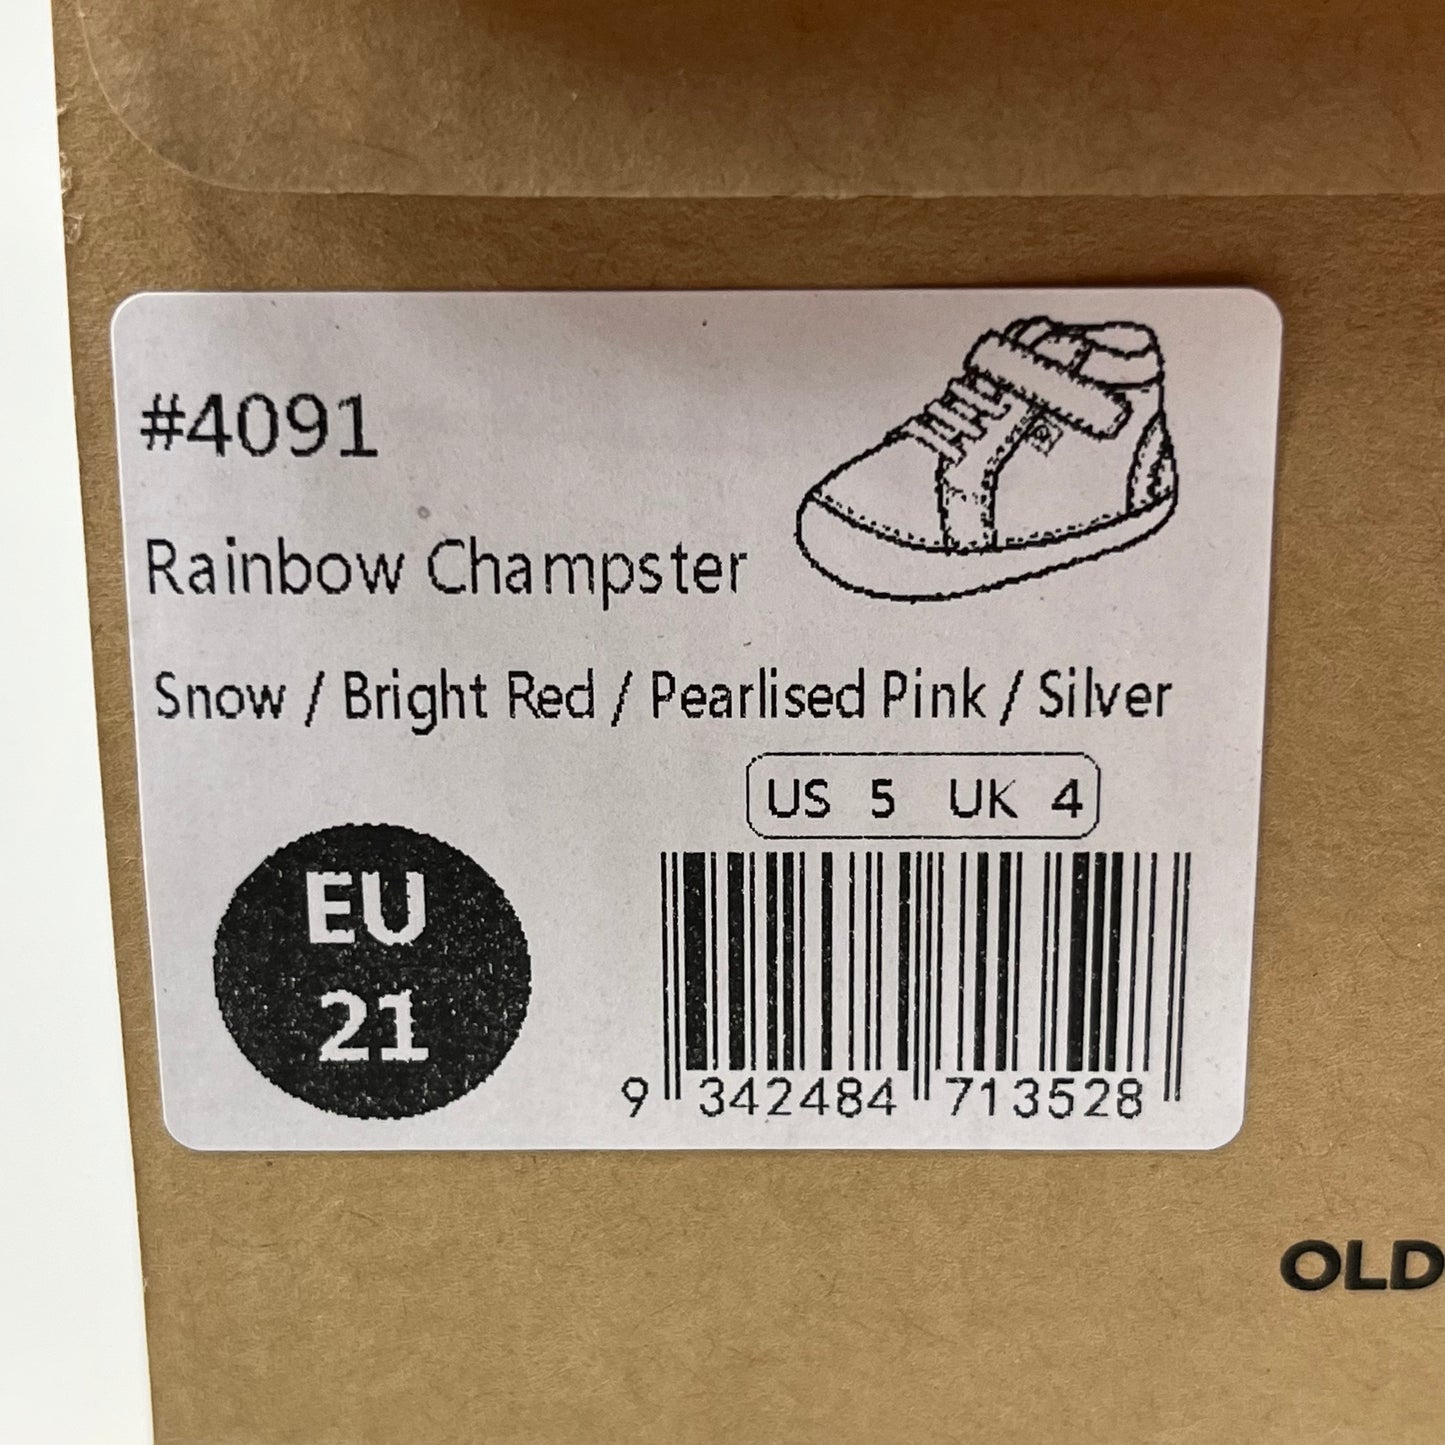 #4091
Rainbow Champster
Snow / Bright Red / Pearlised Pink / Silver
US 5 UK 4
EU
21
9 342484 713528
OLD